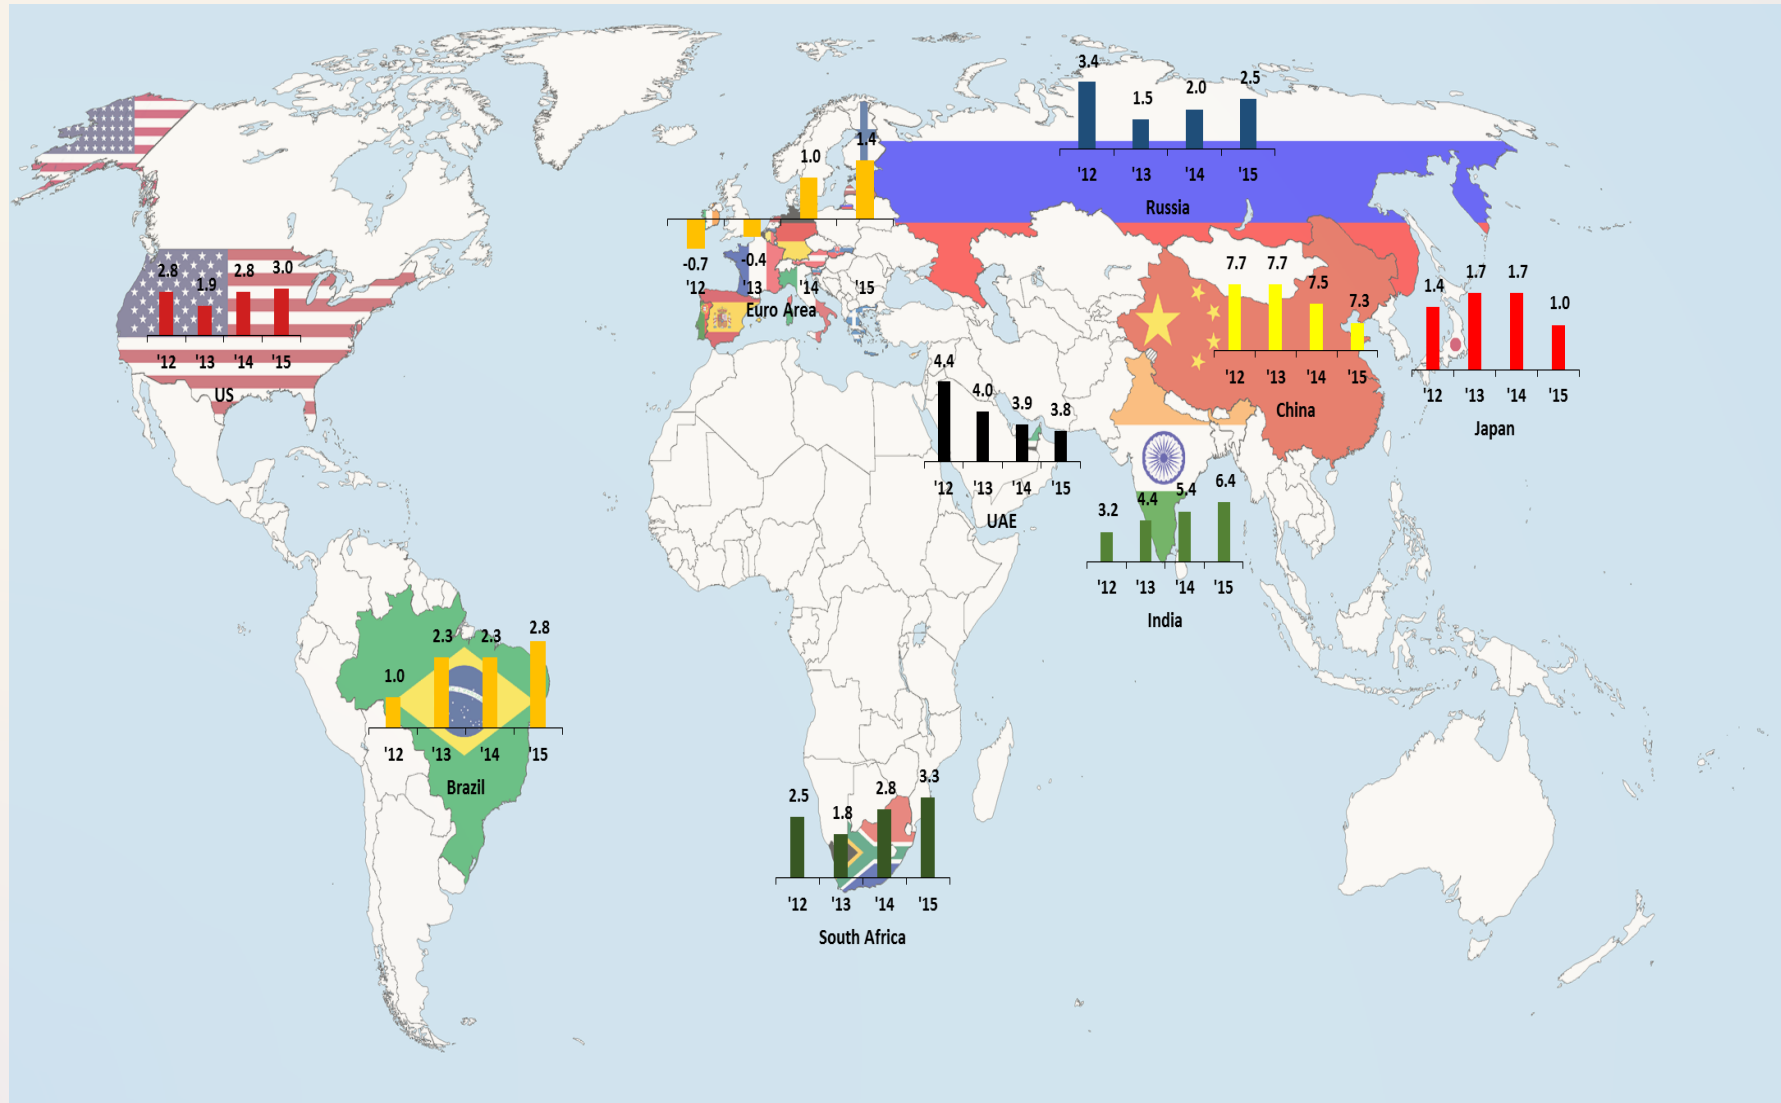 3.4 1.5 2.0 2.5
'12 '13 '14 '15
Russia
-0.7 -0.4 1.0 1.4
'12 '13 '14 '15
Euro Area
2.8 1.9 2.8 3.0
'12 '13 '14 '15
US
7.7 7.7 7.5 7.3
'12 '13 '14 '15
China
1.4 1.7 1.7 1.0
'12 '13 '14 '15
Japan
4.4 4.0 3.9 3.8
'12 '13 '14 '15
UAE
3.2 4.4 5.4 6.4
'12 '13 '14 '15
India
1.0 2.3 2.3 2.8
'12 '13 '14 '15
Brazil
2.5 1.8 2.8 3.3
'12 '13 '14 '15
South Africa